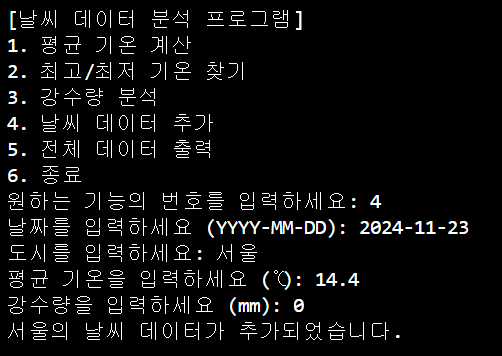 [날씨 데이터 분석 프로그램]
1. 평균 기온 계산
2. 최고/최저 기온 찾기
3. 강수량 분석
4. 날씨 데이터 추가
5. 전체 데이터 출력
6. 종료
원하는 기능의 번호를 입력하세요: 4
날짜를 입력하세요 (YYYY-MM-DD): 2024-11-23
도시를 입력하세요: 서울
평균 기온을 입력하세요 (℃): 14.4
강수량을 입력하세요 (mm): 0
서울의 날씨 데이터가 추가되었습니다.